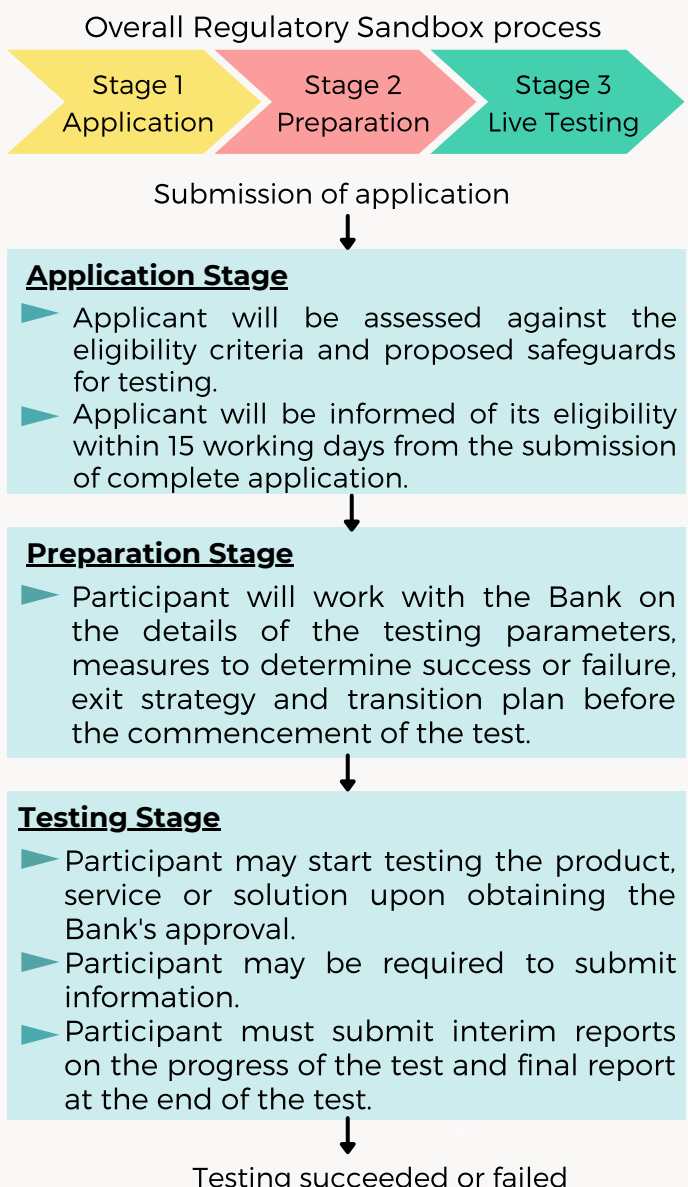 Overall Regulatory Sandbox process
Stage 1
Application
Stage 2
Preparation
Stage 3
Live Testing
Submission of application
Application Stage
Applicant will be assessed against the
eligibility criteria and proposed safeguards
for testing.
Applicant will be informed of its eligibility
within 15 working days from the submission
of complete application.
Preparation Stage
Participant will work with the Bank on
the details of the testing parameters,
measures to determine success or failure,
exit strategy and transition plan before
the commencement of the test.
Testing Stage
Participant may start testing the product,
service or solution upon obtaining the
Bank's approval.
Participant may be required to submit
information.
Participant must submit interim reports
on the progress of the test and final report
at the end of the test.
Testing succeeded or failed